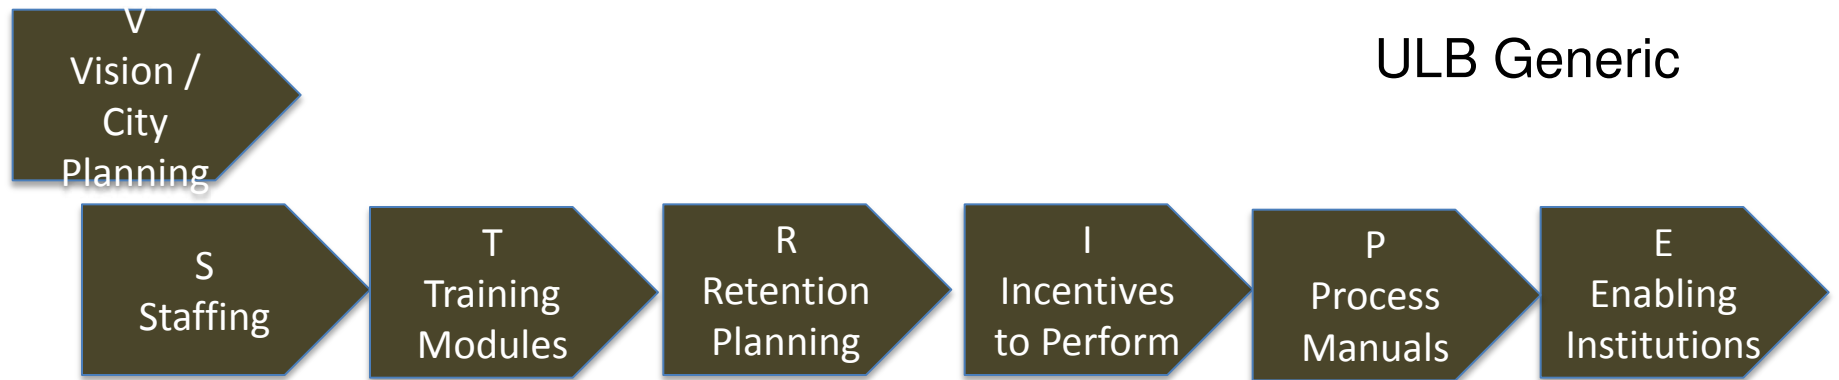 V
Vision /
City
Planning
ULB Generic
S
Staffing
T
Training
Modules
R
Retention
Planning
I
Incentives
to Perform
P
Process
Manuals
E
Enabling
Institutions